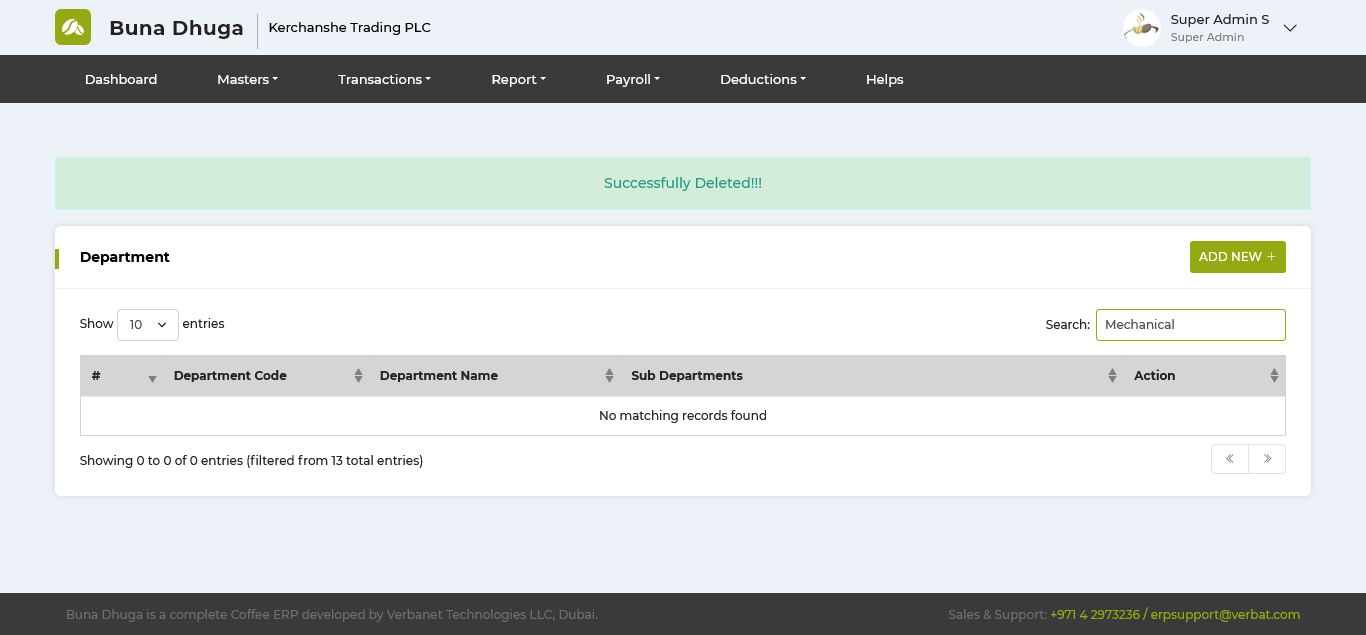 Buna Dhuga
Kerchanshe Trading PLC
Super Admin S
Super Admin
Dashboard Masters Transactions Report Payroll Deductions Helps
Successfully Deleted!!!
Department
ADD NEW +
Show 10 entries
Search: Mechanical
# Department Code Department Name Sub Departments Action
No matching records found
Showing 0 to 0 of 0 entries (filtered from 13 total entries)
« »
Buna Dhuga is a complete Coffee ERP developed by Verbanet Technologies LLC, Dubai.
Sales & Support: +971 4 2973236 / erpsupport@verbat.com